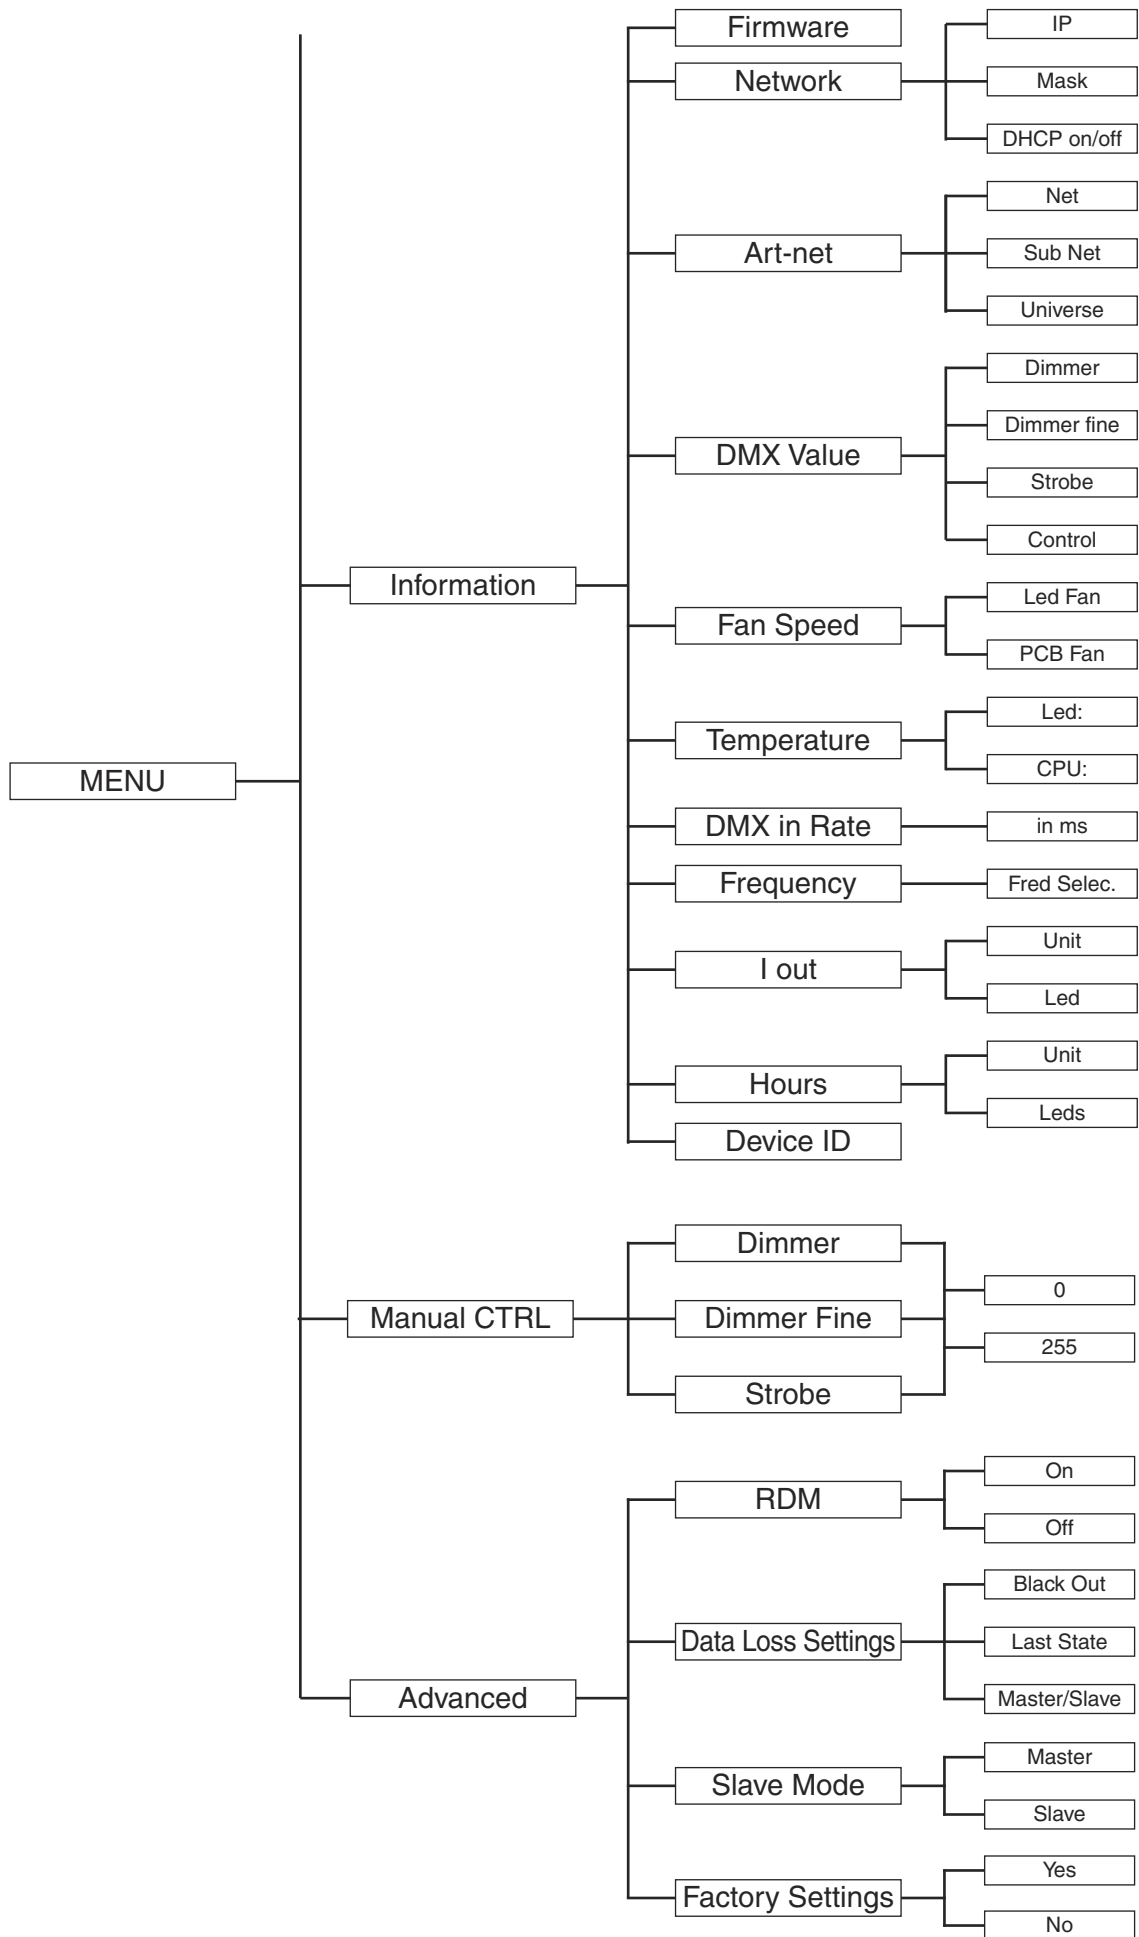 MENU
Information
Firmware
Network
IP
Mask
DHCP on/off
Art-net
Net
Sub Net
Universe
DMX Value
Dimmer
Dimmer fine
Strobe
Control
Fan Speed
Led Fan
PCB Fan
Temperature
Led:
CPU:
DMX in Rate
in ms
Frequency
Fred Selec.
I out
Unit
Led
Hours
Unit
Leds
Device ID
Manual CTRL
Dimmer
Dimmer Fine
Strobe
0
255
Advanced
RDM
On
Off
Data Loss Settings
Black Out
Last State
Master/Slave
Slave Mode
Master
Slave
Factory Settings
Yes
No